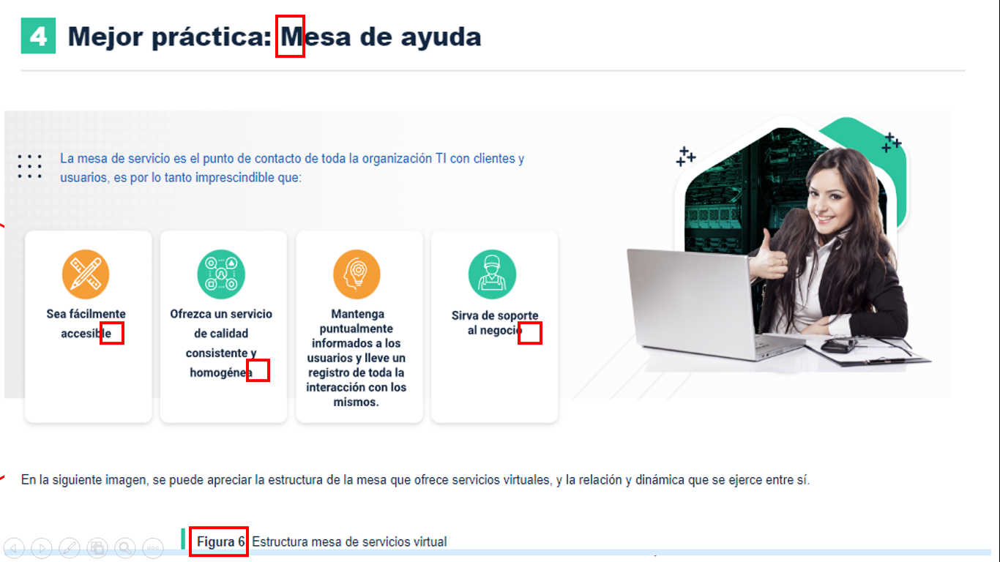 4 Mejor práctica: Mesa de ayuda
La mesa de servicio es el punto de contacto de toda la organización TI con clientes y
usuarios, es por lo tanto imprescindible que:
Sea fácilmente
accesible
Ofrezca un servicio
de calidad
consistente y
homogénea
Mantenga
puntualmente
informados a los
usuarios y lleve un
registro de toda la
interacción con los
mismos.
Sirva de soporte
al negocio
En la siguiente imagen, se puede apreciar la estructura de la mesa que ofrece servicios virtuales, y la relación y dinámica que se ejerce entre sí.
Figura 6 Estructura mesa de servicios virtual